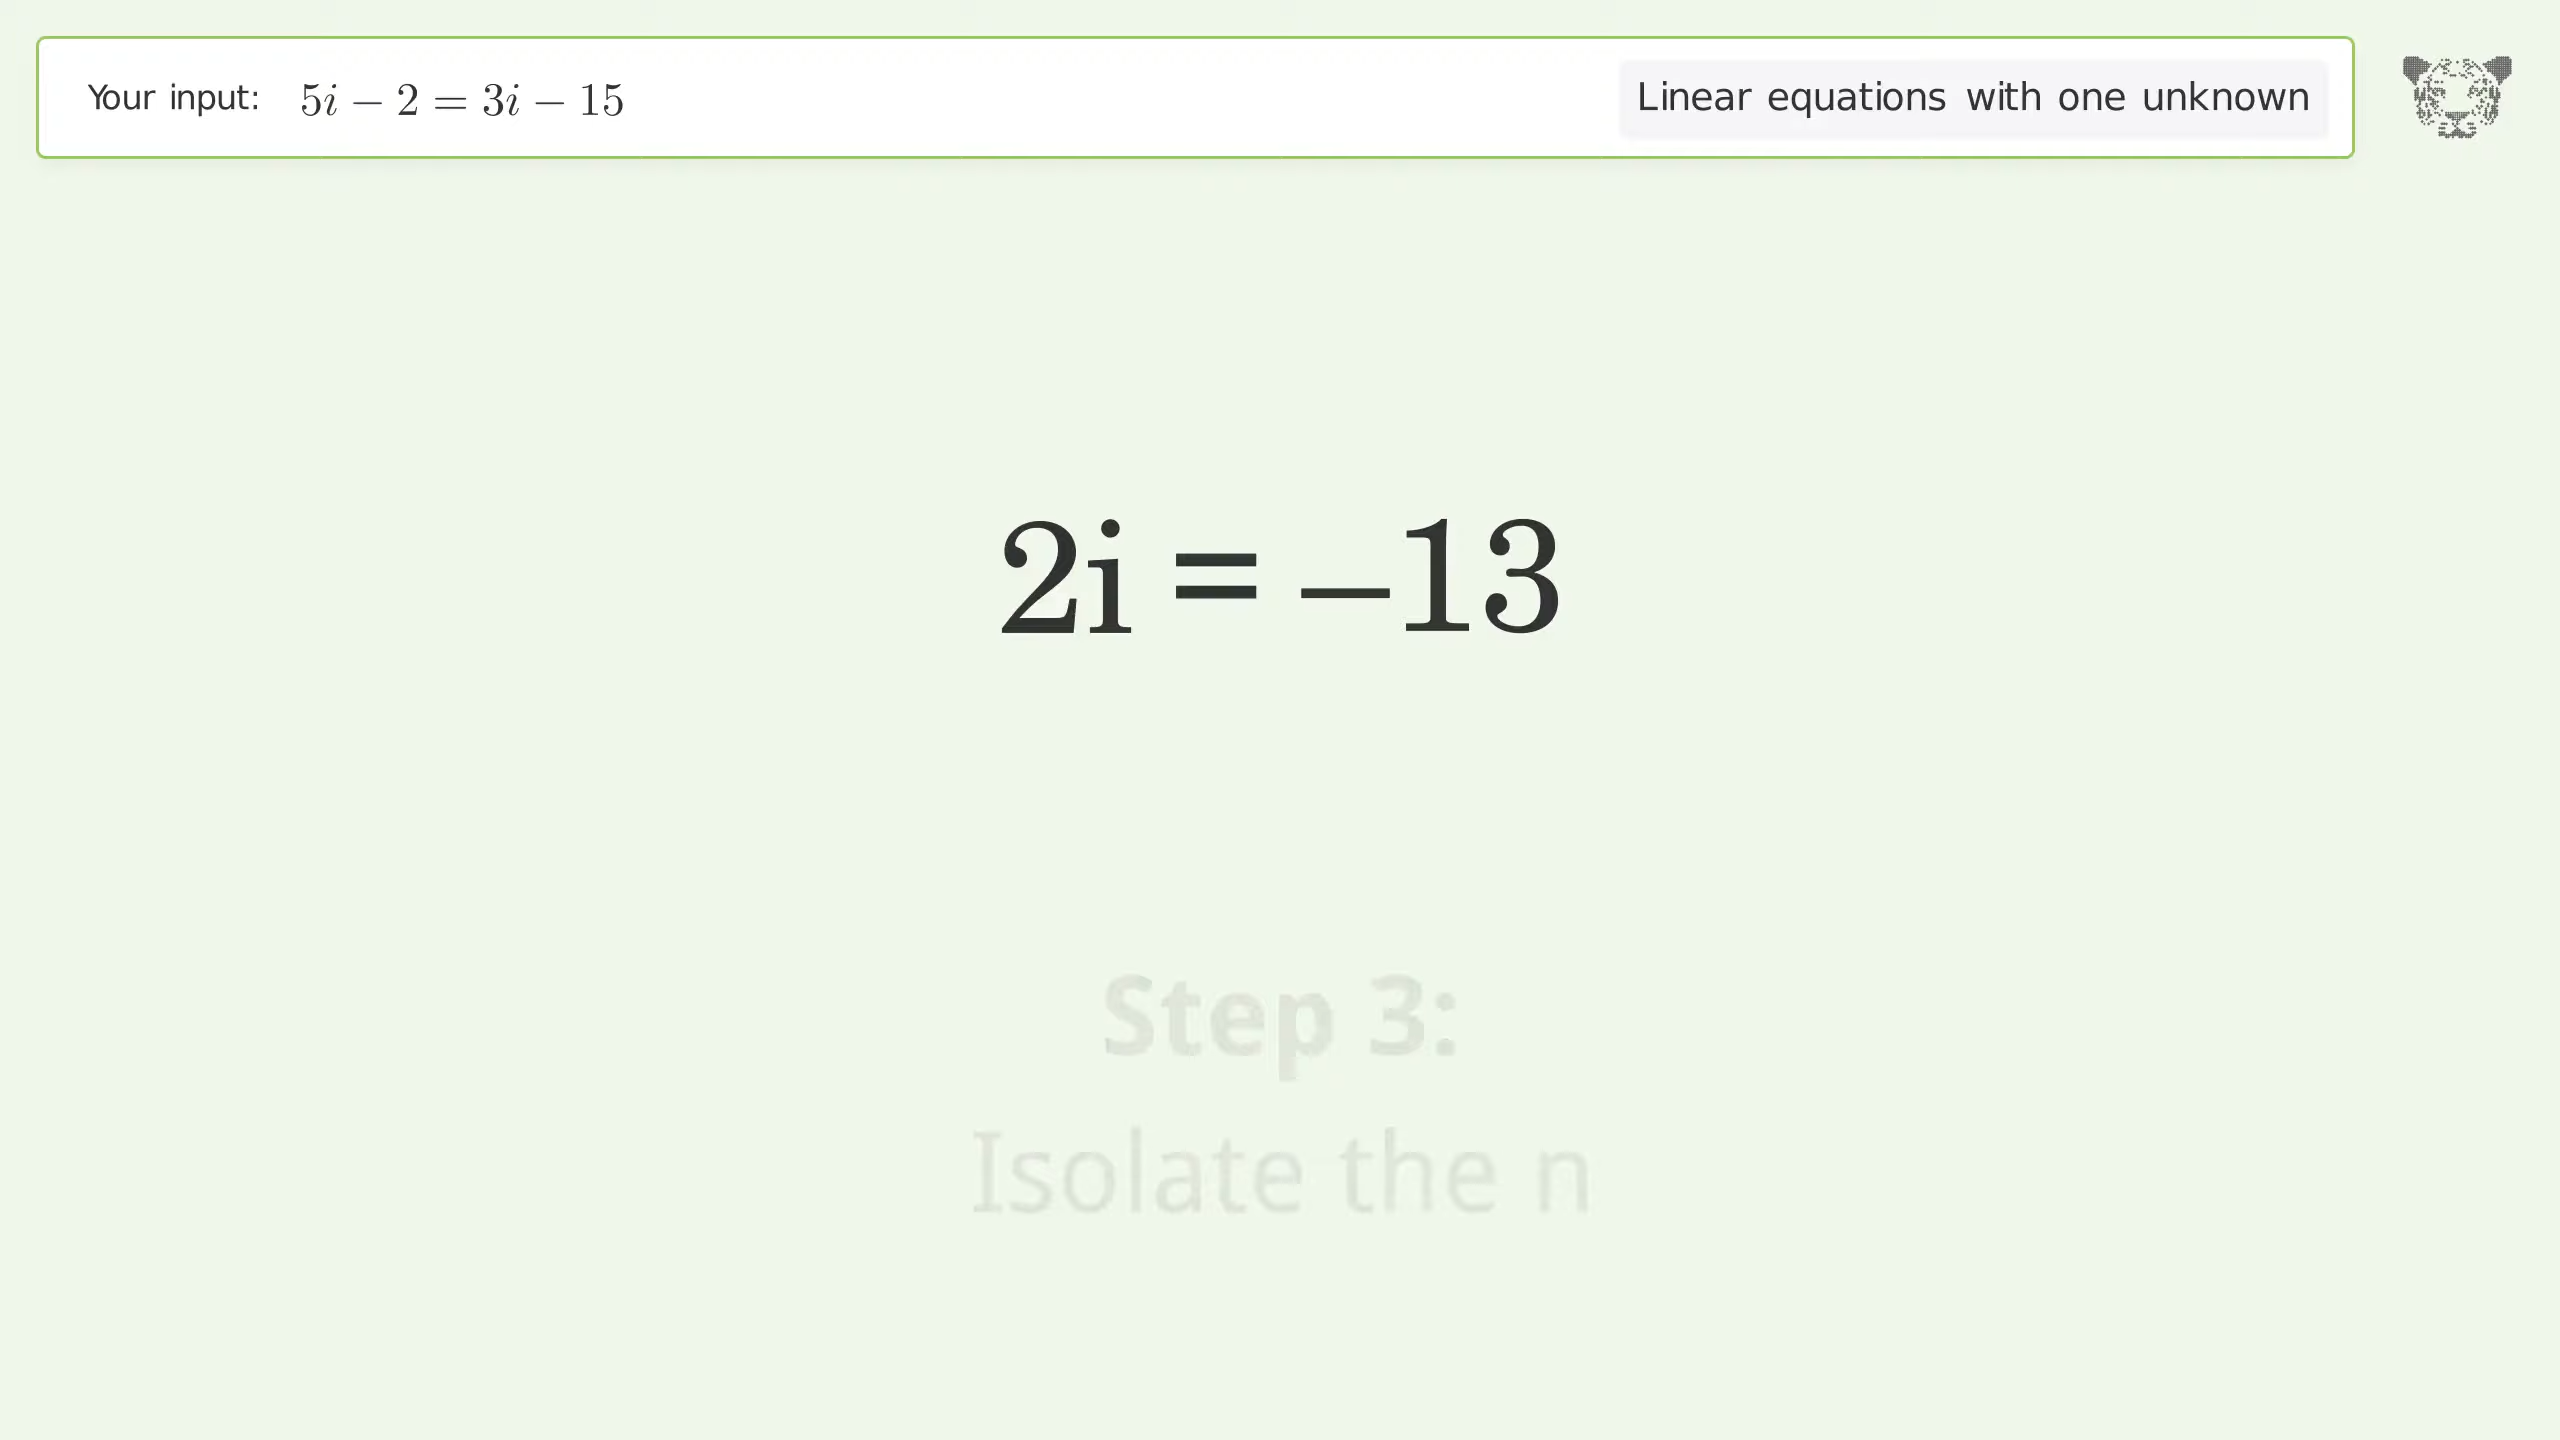 Your input: 5i − 2 = 3i − 15
Linear equations with one unknown
2i = −13
Step 3:
Isolate the n